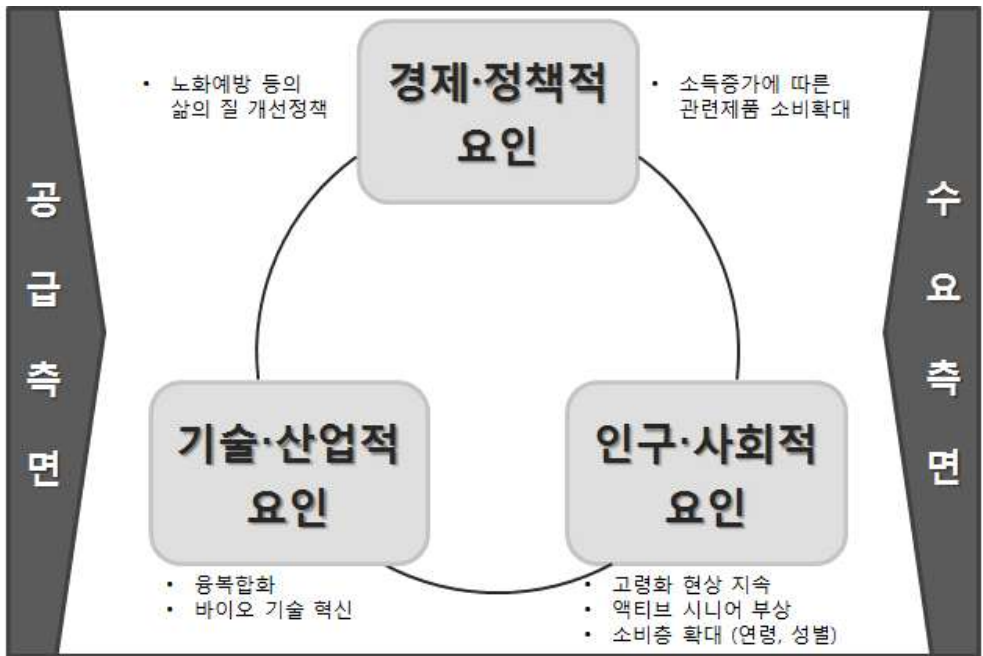 경제·정책적
요인
• 노화예방 등의
삶의 질 개선정책
• 소득증가에 따른
관련제품 소비확대
공
급
측
면
수
요
측
면
기술·산업적
요인
인구·사회적
요인
• 융복합화
• 바이오 기술 혁신
• 고령화 현상 지속
• 액티브 시니어 부상
• 소비층 확대 (연령, 성별)